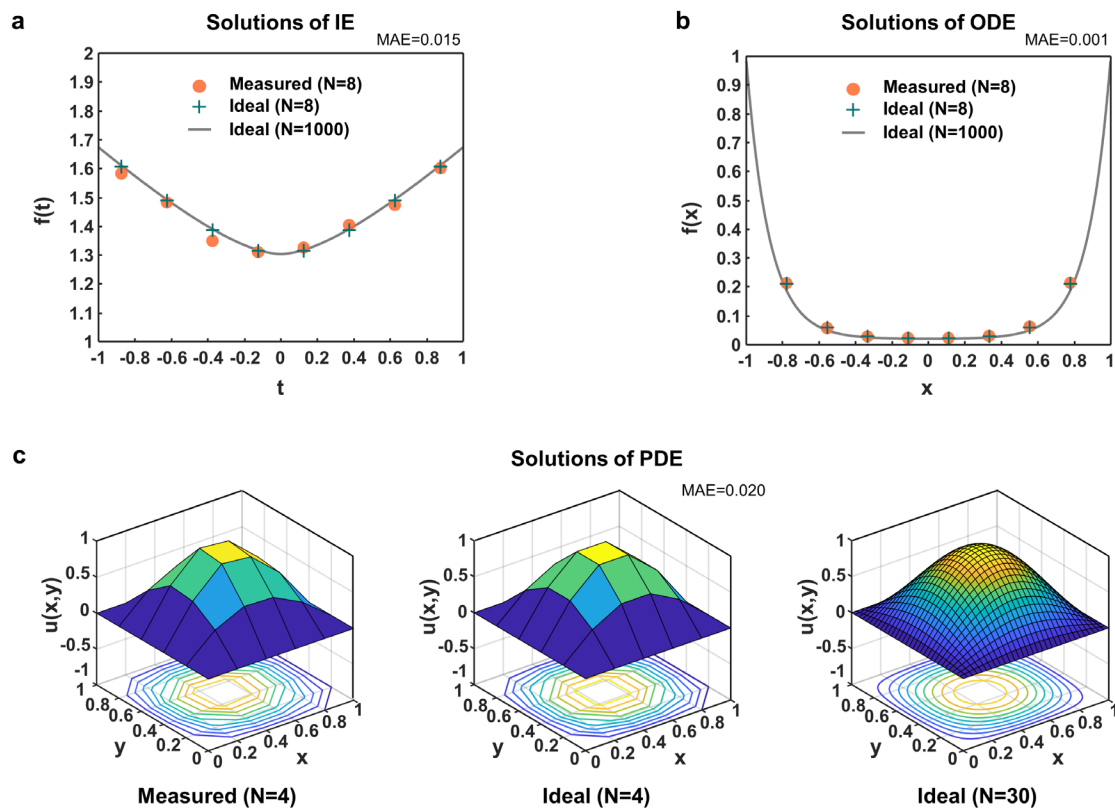 a
Solutions of IE
MAE=0.015
Measured (N=8)
Ideal (N=8)
Ideal (N=1000)
f(t)
2
1.9
1.8
1.7
1.6
1.5
1.4
1.3
1.2
1.1
1
-1 -0.8 -0.6 -0.4 -0.2 0 0.2 0.4 0.6 0.8 1
t
b
Solutions of ODE
MAE=0.001
Measured (N=8)
Ideal (N=8)
Ideal (N=1000)
f(x)
1
0.9
0.8
0.7
0.6
0.5
0.4
0.3
0.2
0.1
0
-1 -0.8 -0.6 -0.4 -0.2 0 0.2 0.4 0.6 0.8 1
x
c
Solutions of PDE
MAE=0.020
u(x,y)
1
0.5
0
-0.5
-1
1 0.8 0.6 0.4 0.2 0
y
0 0.2 0.4 0.6 0.8 1
x
Measured (N=4)
u(x,y)
1
0.5
0
-0.5
-1
1 0.8 0.6 0.4 0.2 0
y
0 0.2 0.4 0.6 0.8 1
x
Ideal (N=4)
u(x,y)
1
0.5
0
-0.5
-1
1 0.8 0.6 0.4 0.2 0
y
0 0.2 0.4 0.6 0.8 1
x
Ideal (N=30)